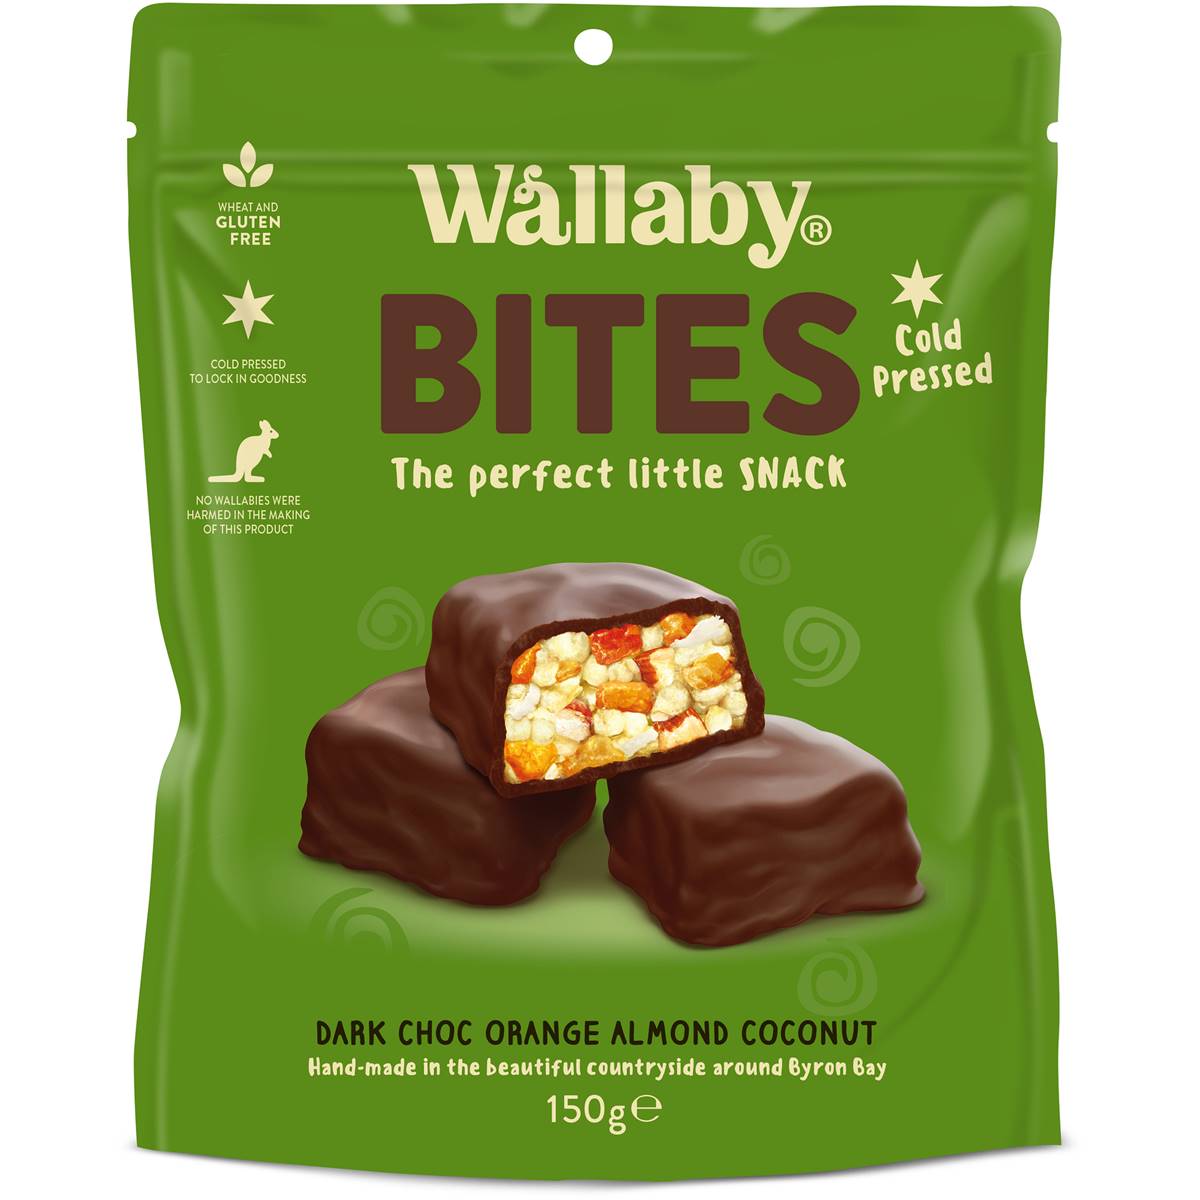 Wallaby®
BITES
The perfect little SNACK
Cold
Pressed
WHEAT AND
GLUTEN
FREE
COLD PRESSED
TO LOCK IN GOODNESS
NO WALLABIES WERE
HARMED IN THE MAKING
OF THIS PRODUCT
DARK CHOC ORANGE ALMOND COCONUT
Hand-made in the beautiful countryside around Byron Bay
150g℮